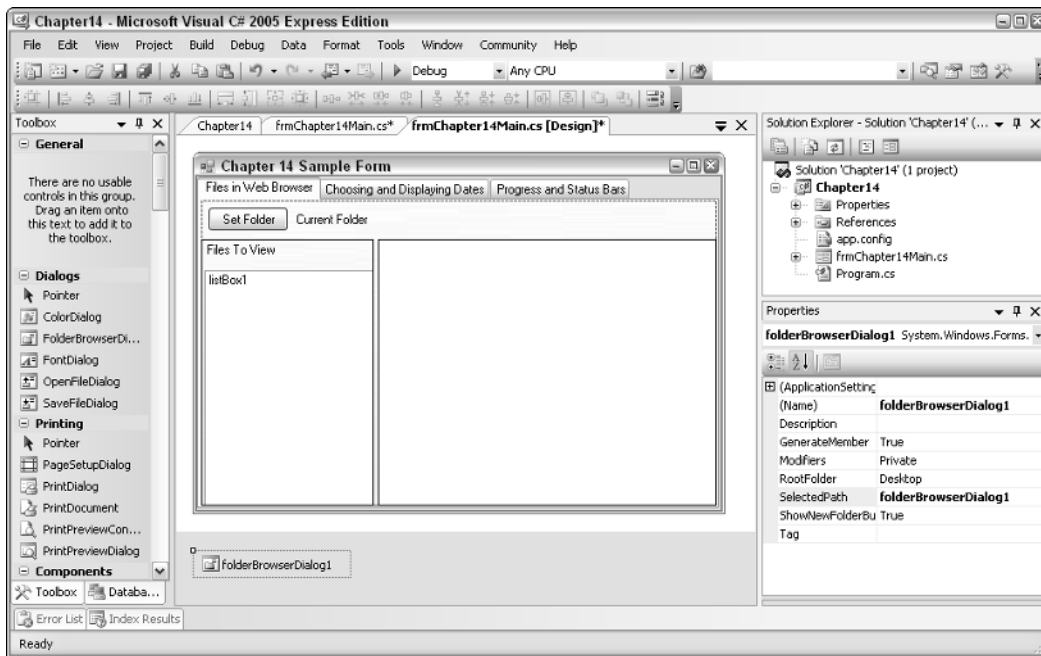 Chapter14 - Microsoft Visual C# 2005 Express Edition
File Edit View Project Build Debug Data Format Tools Window Community Help
Debug Any CPU
Toolbox
General
There are no usable
controls in this group.
Drag an item onto
this text to add it to
the toolbox.
Dialogs
Pointer
ColorDialog
FolderBrowserDi...
FontDialog
OpenFileDialog
SaveFileDialog
Printing
Pointer
PageSetupDialog
PrintDialog
PrintDocument
PrintPreviewCon...
PrintPreviewDialog
Components
Toolbox Databa...
Chapter14 frmChapter14Main.cs* frmChapter14Main.cs [Design]*
Chapter 14 Sample Form
Files in Web Browser Choosing and Displaying Dates Progress and Status Bars
Set Folder Current Folder
Files To View
listBox1
folderBrowserDialog1
Solution Explorer - Solution 'Chapter14' (...
Solution 'Chapter14' (1 project)
Chapter14
Properties
References
app.config
frmChapter14Main.cs
Program.cs
Properties
folderBrowserDialog1 System.Windows.Forms.
(ApplicationSetting
(Name) folderBrowserDialog1
Description
GenerateMember True
Modifiers Private
RootFolder Desktop
SelectedPath folderBrowserDialog1
ShowNewFolderBu True
Tag
Error List Index Results
Ready